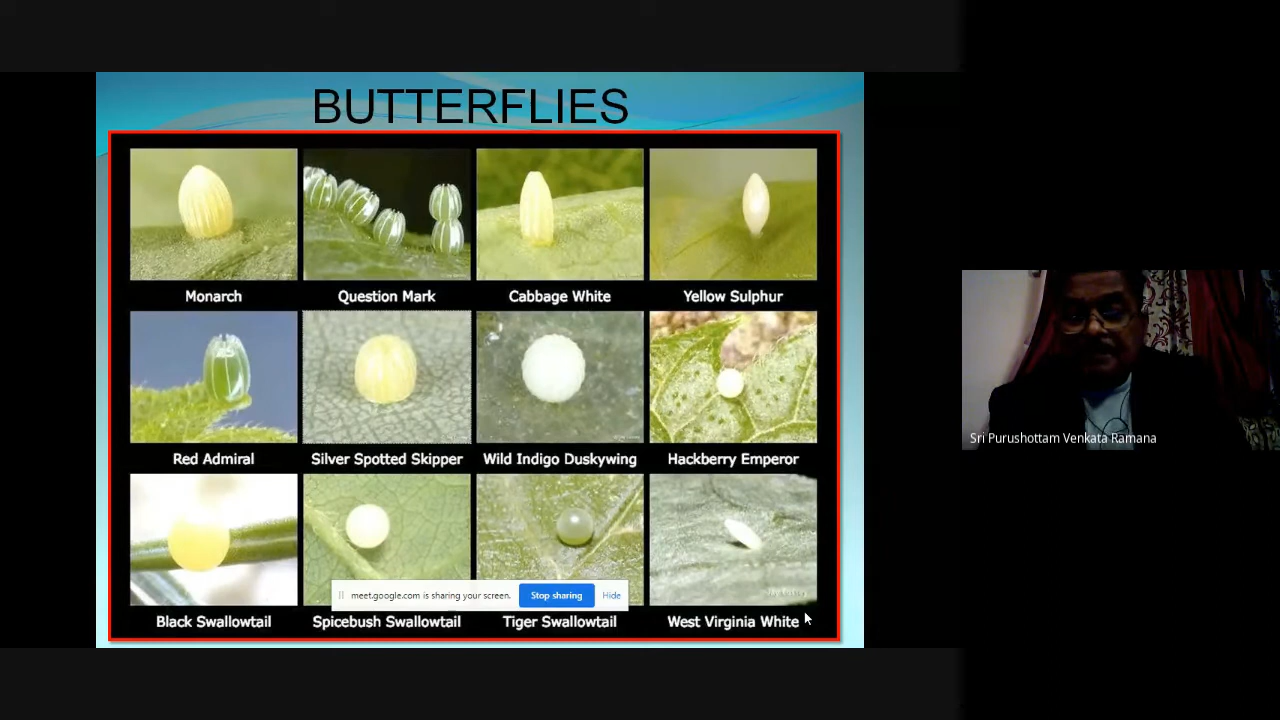 BUTTERFLIES
Monarch
Question Mark
Cabbage White
Yellow Sulphur
Red Admiral
Silver Spotted Skipper
Wild Indigo Duskywing
Hackberry Emperor
meet.google.com is sharing your screen.
Stop sharing
Hide
Black Swallowtail
Spicebush Swallowtail
Tiger Swallowtail
West Virginia White
Sri Purushottam Venkata Ramana